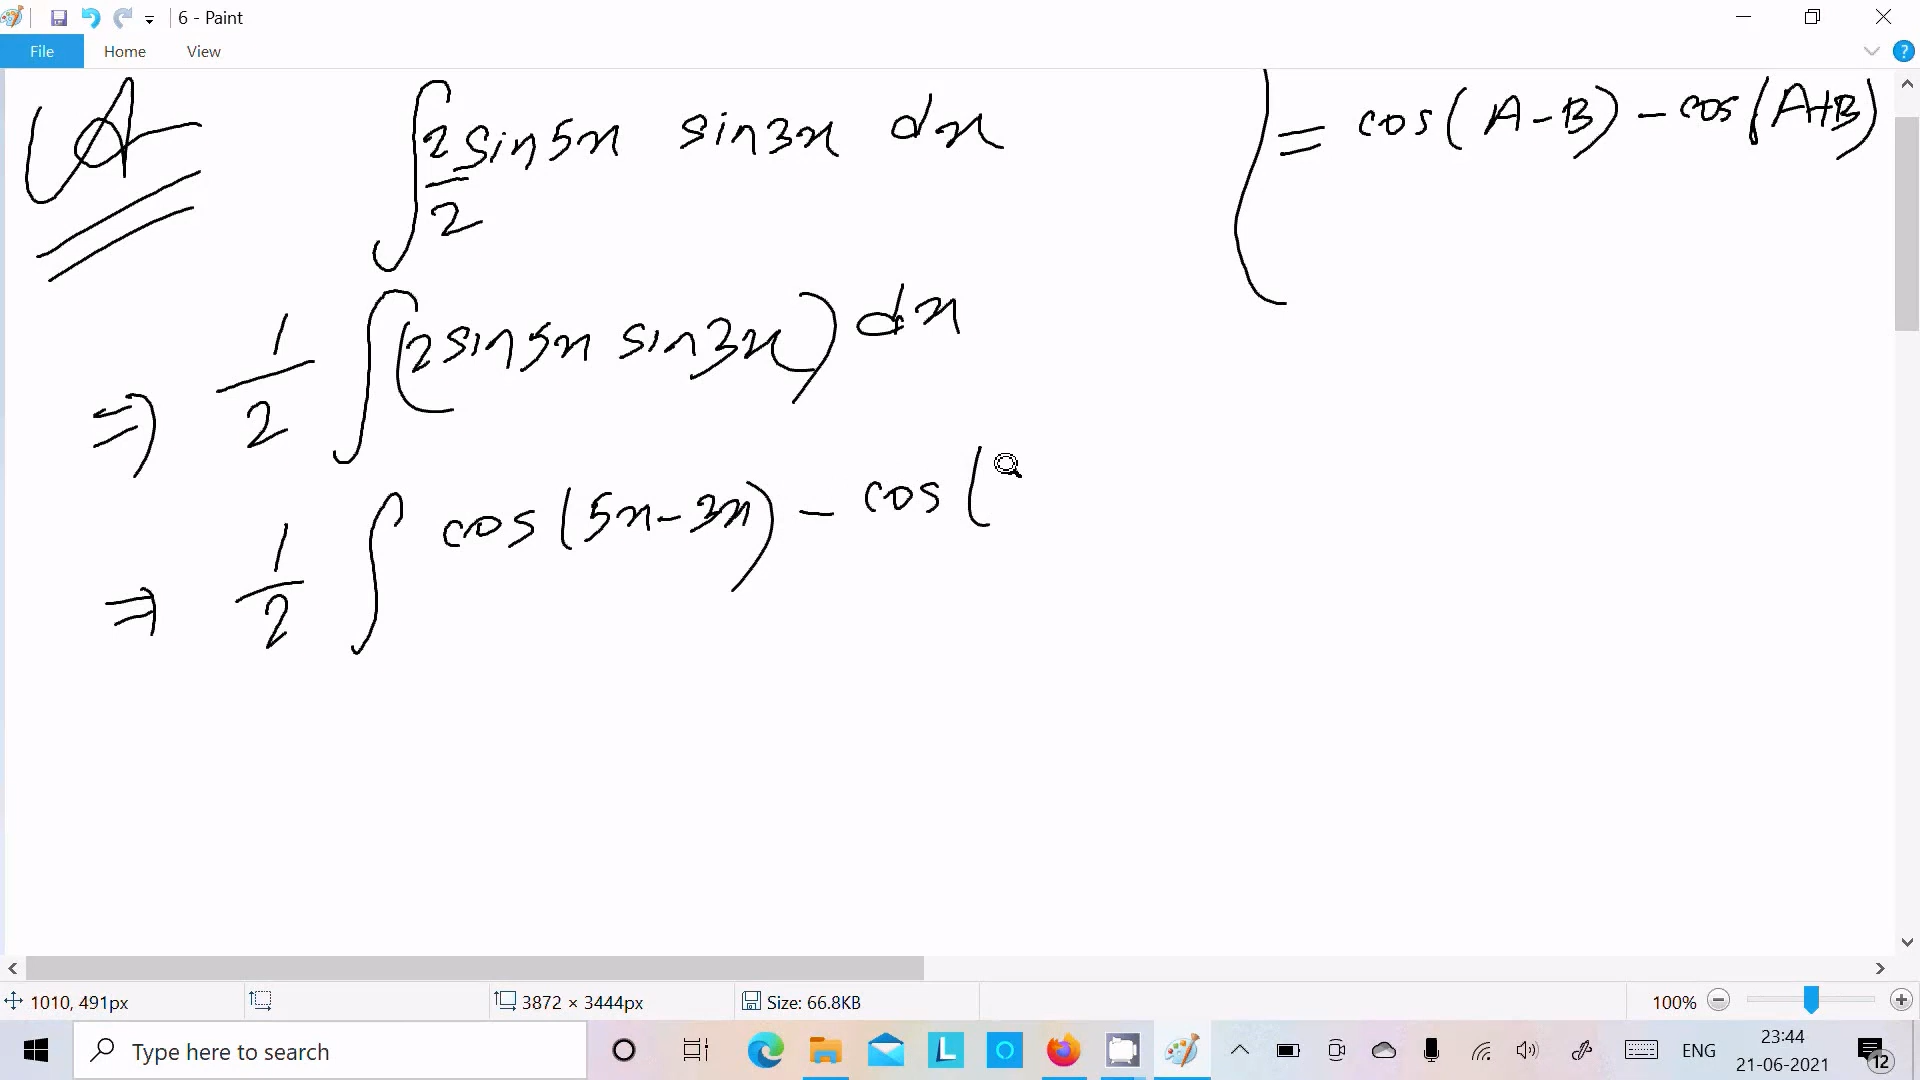 6 - Paint
File Home View
∫ 2/2 sin5x sin3x dx
= cos(A-B) - cos(A+B)
⇒ 1/2 ∫ (2sin5x sin3x) dx
⇒ 1/2 ∫ cos(5x-3x) - cos(
1010, 491px 3872 × 3444px Size: 66.8KB 100%
Type here to search
ENG 23:44
21-06-2021 12